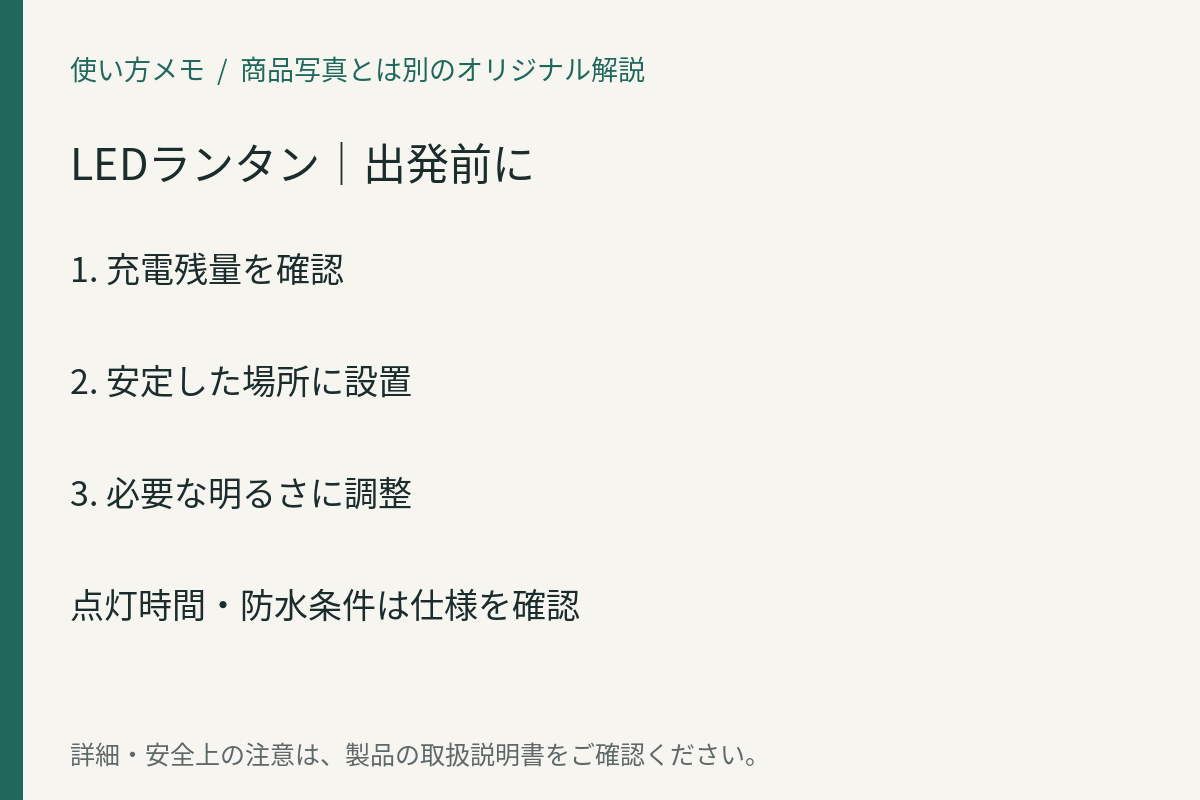 使い方メモ / 商品写真とは別のオリジナル解説
LEDランタン｜出発前に
1. 充電残量を確認
2. 安定した場所に設置
3. 必要な明るさに調整
点灯時間・防水条件は仕様を確認
詳細・安全上の注意は、製品の取扱説明書をご確認ください。